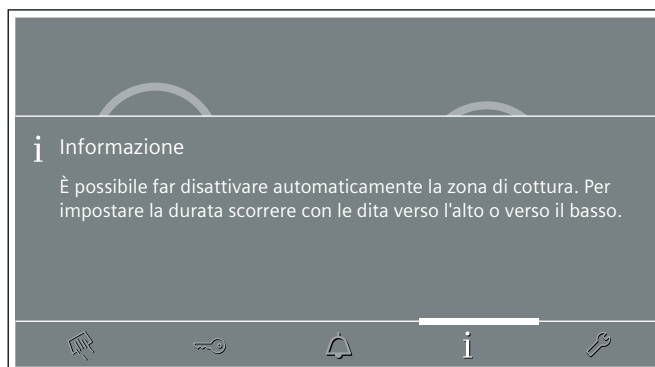 i Informazione
È possibile far disattivare automaticamente la zona di cottura. Per
impostare la durata scorrere con le dita verso l'alto o verso il basso.
i